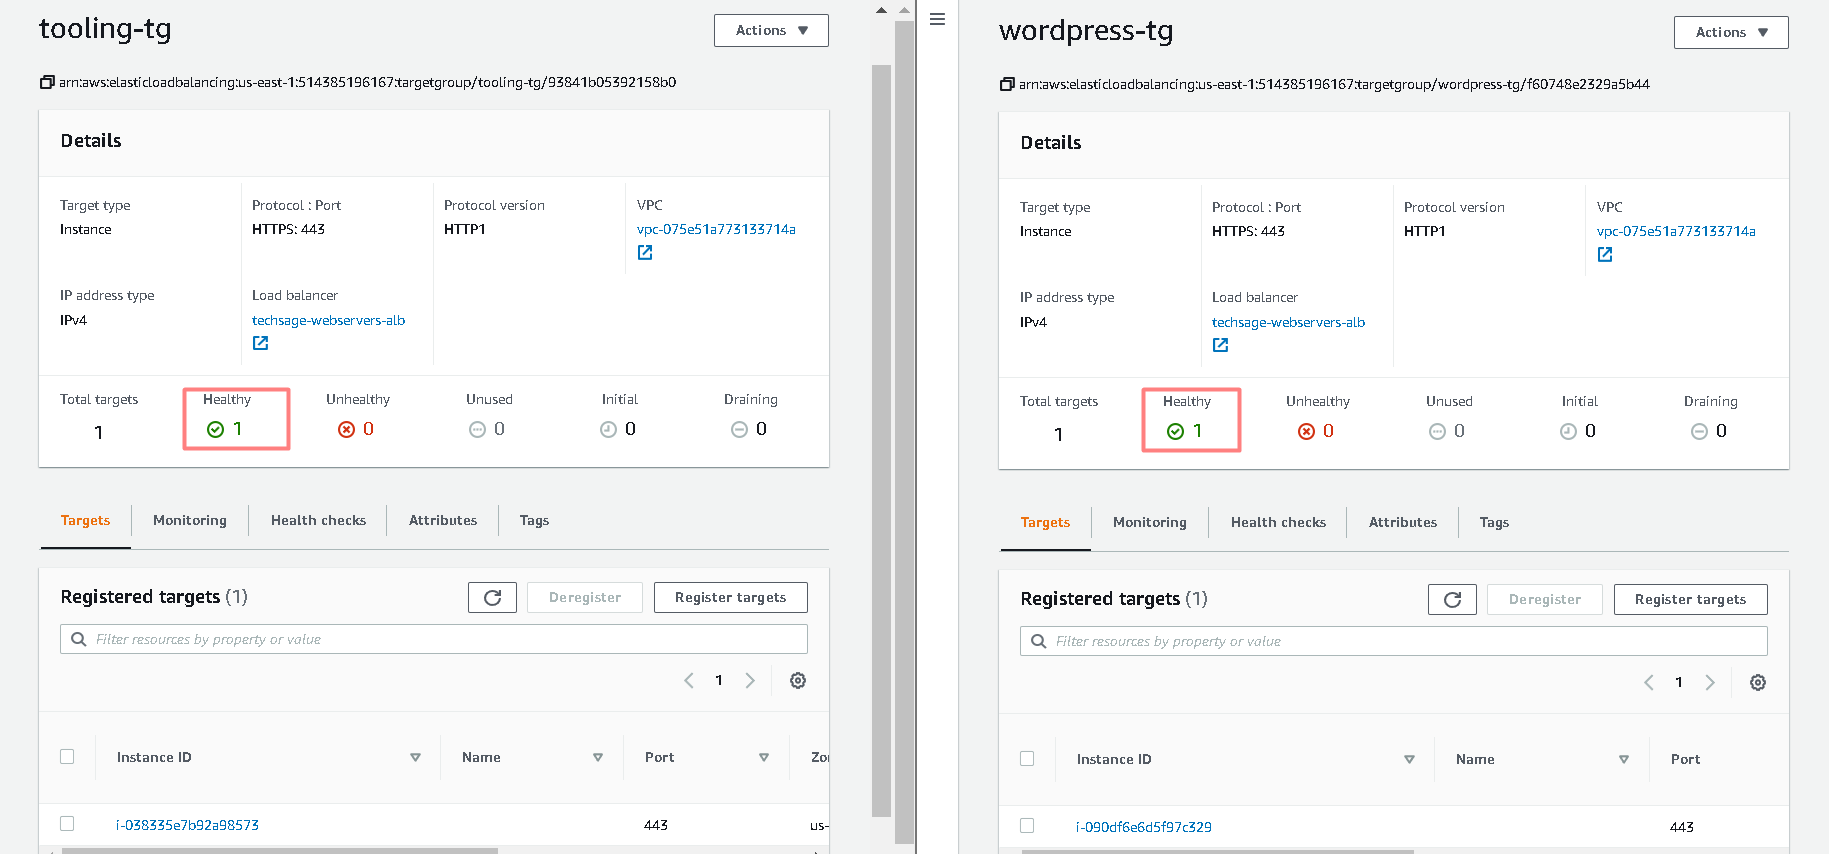 tooling-tg
Actions
arn:aws:elasticloadbalancing:us-east-1:514385196167:targetgroup/tooling-tg/93841b05392158b0
Details
Target type
Instance
Protocol : Port
HTTPS: 443
Protocol version
HTTP1
VPC
vpc-075e51a773133714a
IP address type
IPv4
Load balancer
techsage-webservers-alb
Total targets
1
Healthy
1
Unhealthy
0
Unused
0
Initial
0
Draining
0
Targets
Monitoring
Health checks
Attributes
Tags
Registered targets (1)
Deregister
Register targets
Filter resources by property or value
1
Instance ID
Name
Port
Zo
i-038335e7b92a98573
443
us-
wordpress-tg
Actions
arn:aws:elasticloadbalancing:us-east-1:514385196167:targetgroup/wordpress-tg/f60748e2329a5b44
Details
Target type
Instance
Protocol : Port
HTTPS: 443
Protocol version
HTTP1
VPC
vpc-075e51a773133714a
IP address type
IPv4
Load balancer
techsage-webservers-alb
Total targets
1
Healthy
1
Unhealthy
0
Unused
0
Initial
0
Draining
0
Targets
Monitoring
Health checks
Attributes
Tags
Registered targets (1)
Deregister
Register targets
Filter resources by property or value
1
Instance ID
Name
Port
i-090df6e6d5f97c329
443